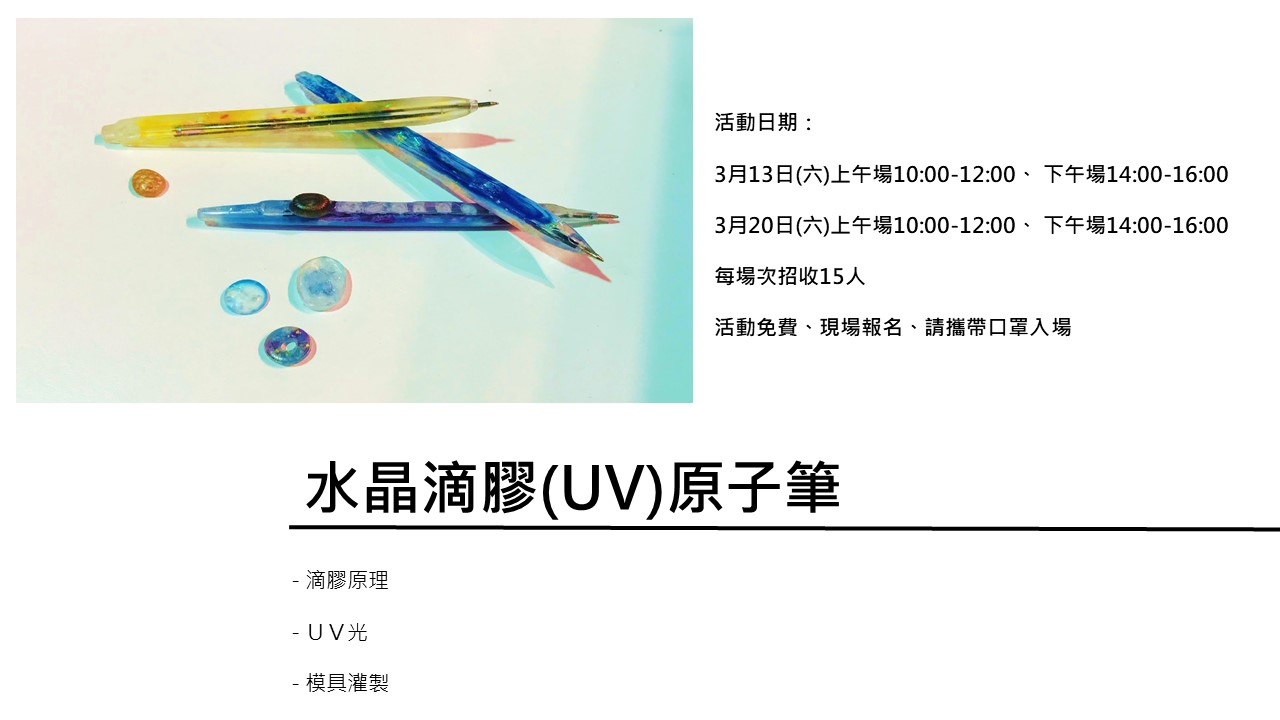 活動日期：
3月13日(六)上午場10:00-12:00、 下午場14:00-16:00
3月20日(六)上午場10:00-12:00、 下午場14:00-16:00
每場次招收15人
活動免費、現場報名、請攜帶口罩入場
水晶滴膠(UV)原子筆
- 滴膠原理
- ＵＶ光
- 模具灌製